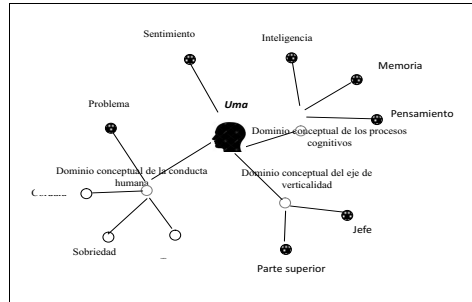 Sentimiento
Inteligencia
Memoria
Uma
Problema
Pensamiento
Dominio conceptual de los procesos
cognitivos
Dominio conceptual de la conducta
humana
Dominio conceptual del eje de
verticalidad
Jefe
Sobriedad
Parte superior